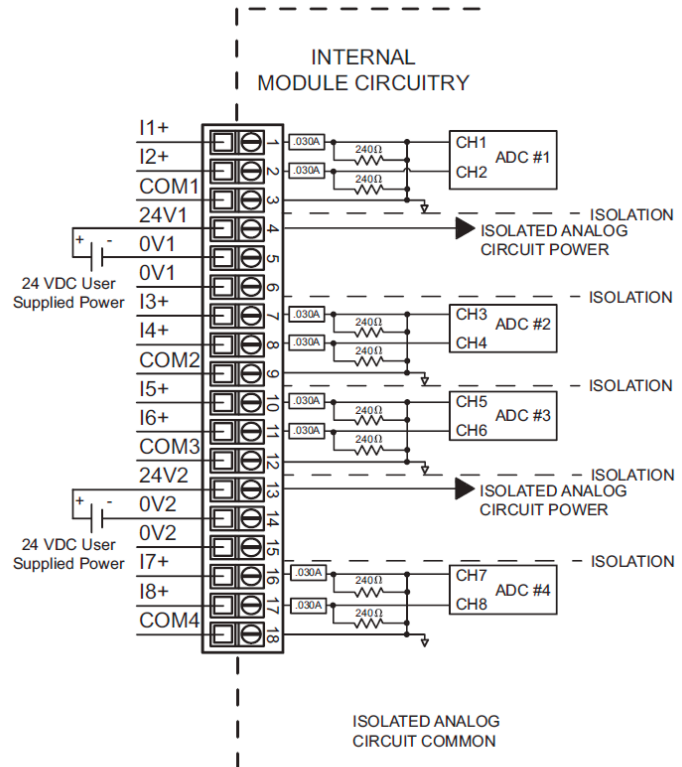 INTERNAL
MODULE CIRCUITRY
I1+
1
.030A
240Ω
CH1
ADC #1
I2+
2
.030A
240Ω
CH2
COM1
3
ISOLATION
24V1
4
ISOLATED ANALOG
CIRCUIT POWER
+ -
0V1
5
24 VDC User
Supplied Power
0V1
6
ISOLATION
I3+
7
.030A
240Ω
CH3
ADC #2
I4+
8
.030A
240Ω
CH4
COM2
9
ISOLATION
I5+
10
.030A
240Ω
CH5
ADC #3
I6+
11
.030A
240Ω
CH6
COM3
12
ISOLATION
24V2
13
ISOLATED ANALOG
CIRCUIT POWER
+ -
0V2
14
24 VDC User
Supplied Power
0V2
15
ISOLATION
I7+
16
.030A
240Ω
CH7
ADC #4
I8+
17
.030A
240Ω
CH8
COM4
18
ISOLATED ANALOG
CIRCUIT COMMON